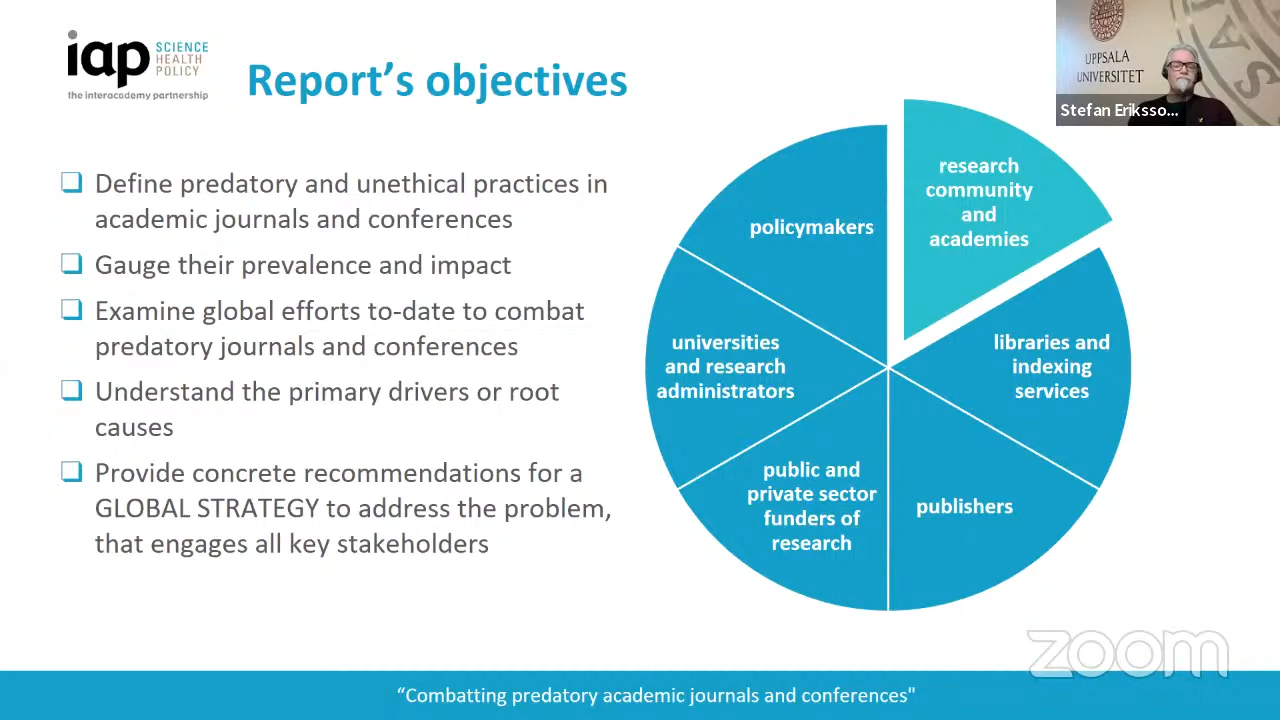 iap SCIENCE
HEALTH
POLICY
the interacademy partnership
Report’s objectives
UPPSALA
UNIVERSITET
Stefan Eriksso...
❑ Define predatory and unethical practices in
academic journals and conferences
❑ Gauge their prevalence and impact
❑ Examine global efforts to-date to combat
predatory journals and conferences
❑ Understand the primary drivers or root
causes
❑ Provide concrete recommendations for a
GLOBAL STRATEGY to address the problem,
that engages all key stakeholders
research
community
and
academies
policymakers
libraries and
indexing
services
universities
and research
administrators
public and
private sector
funders of
research
publishers
zoom
“Combatting predatory academic journals and conferences"